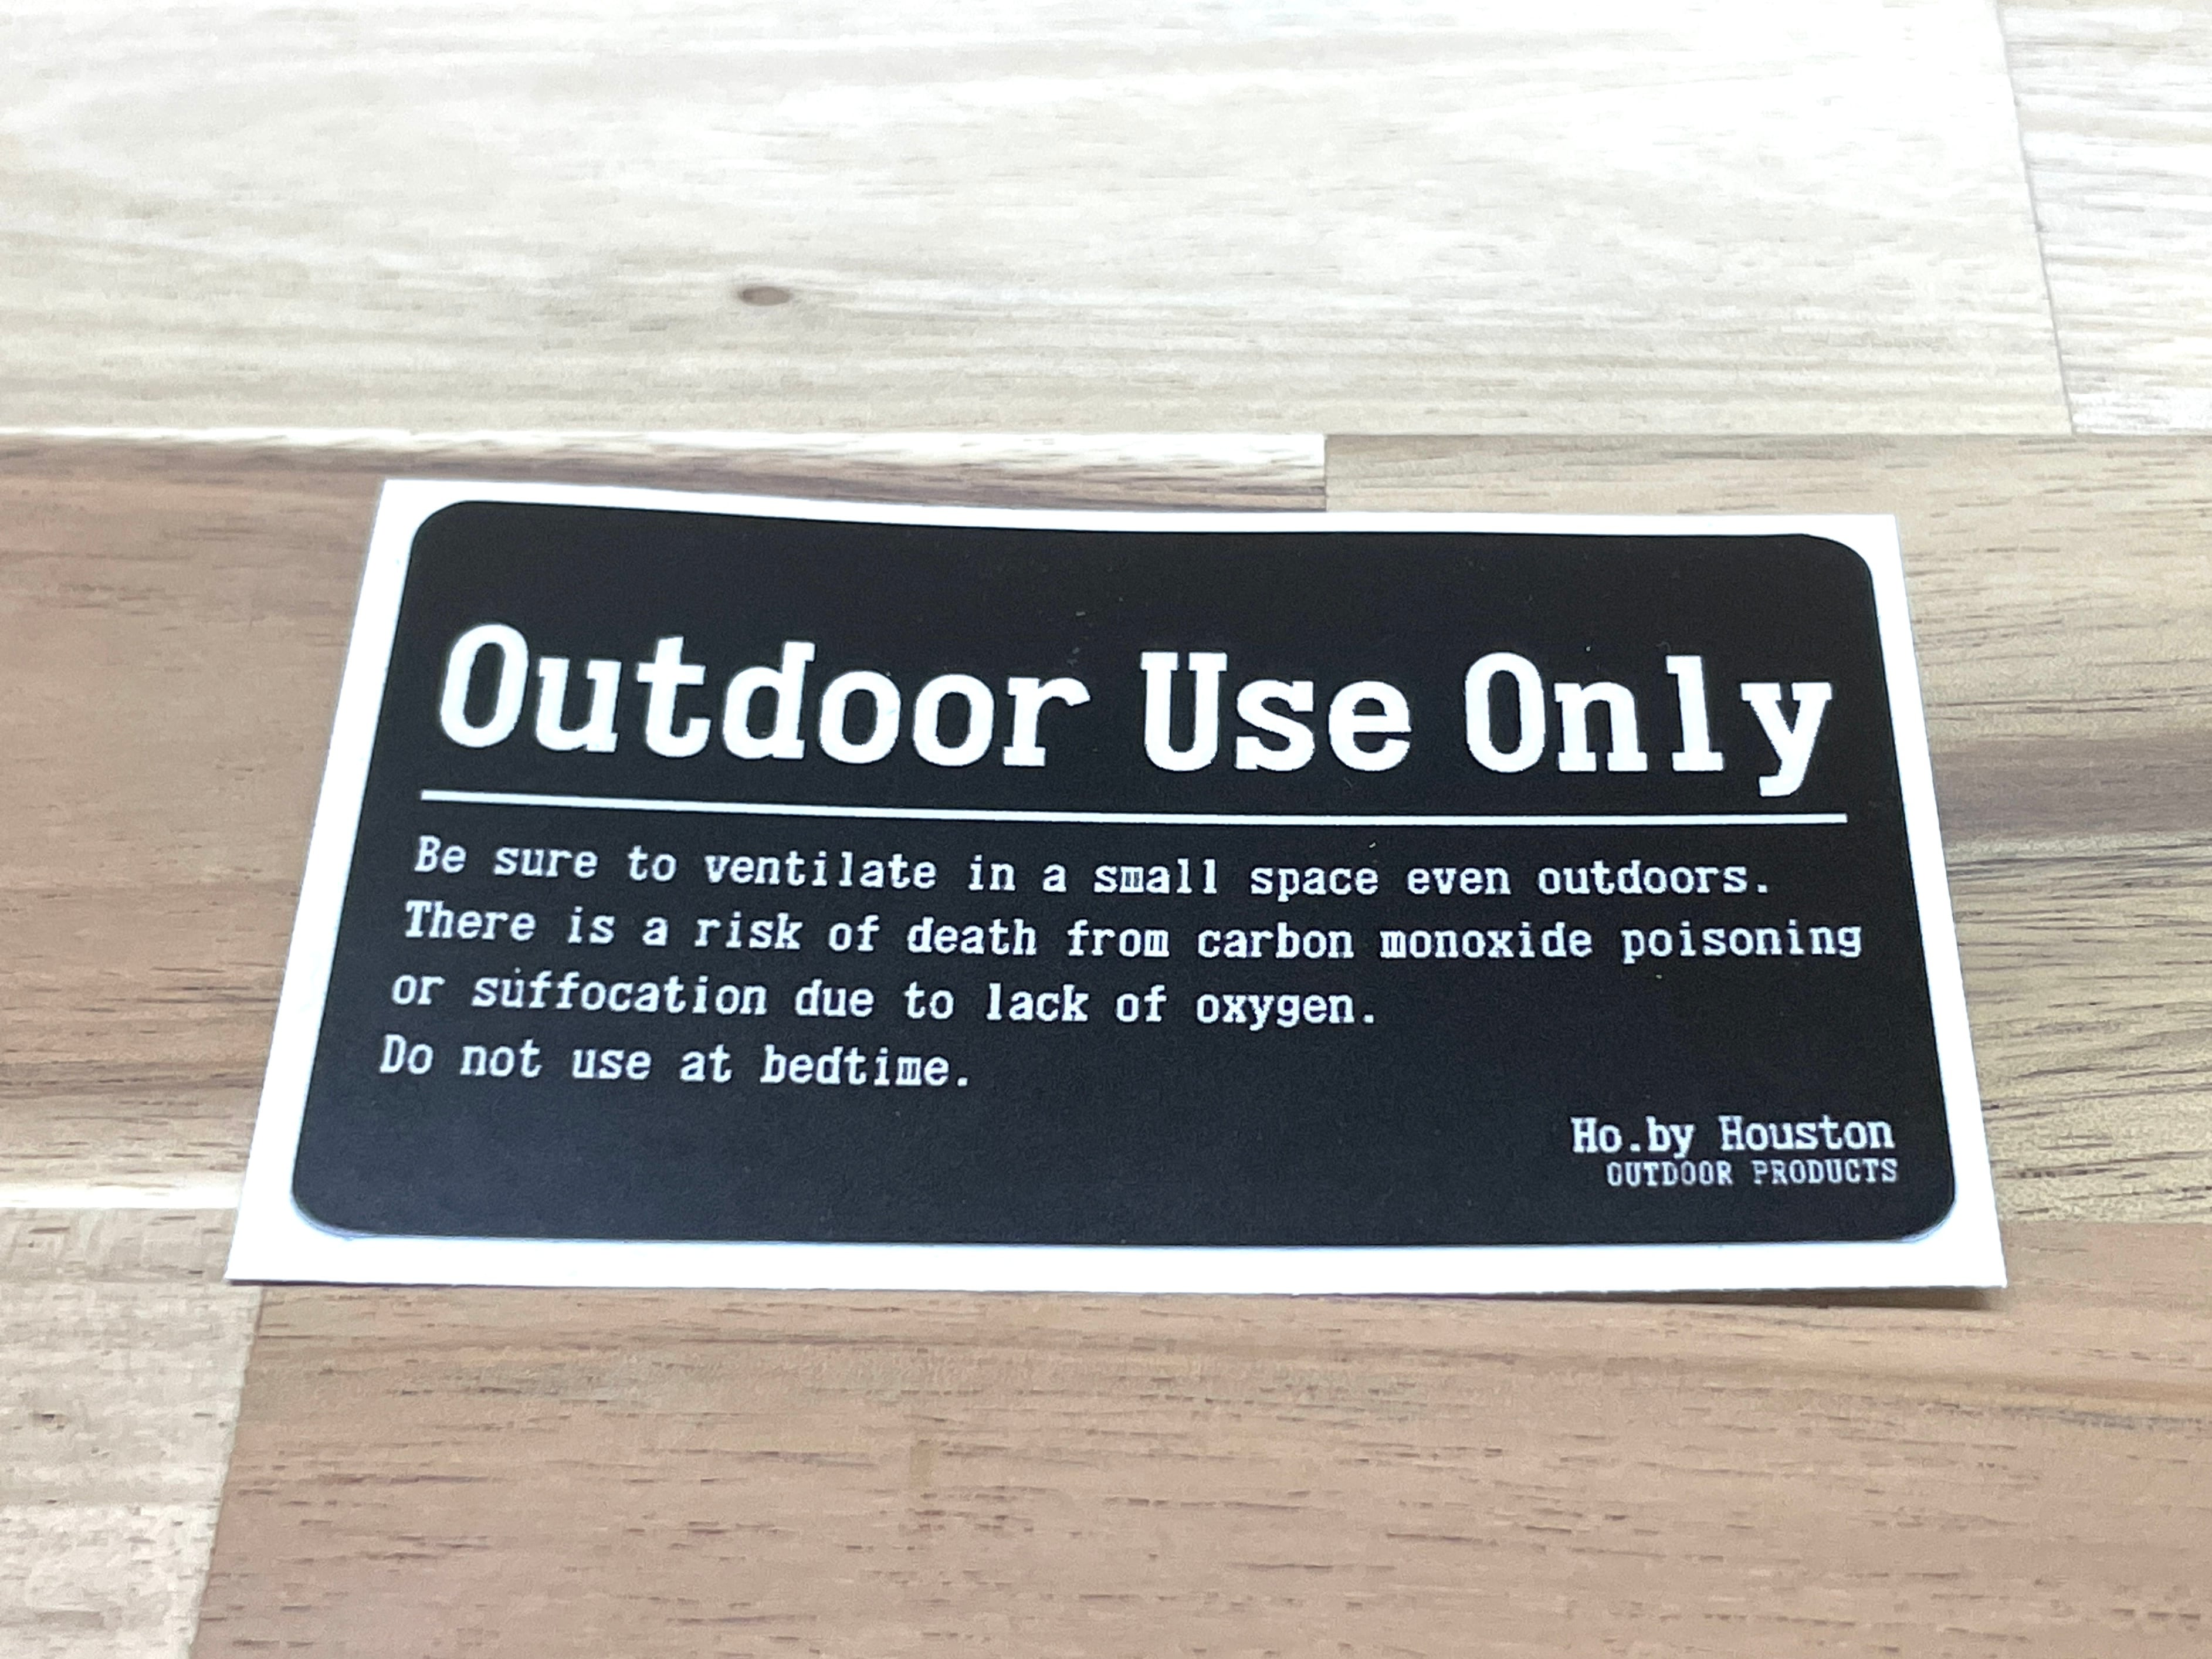 Outdoor Use Only
Be sure to ventilate in a small space even outdoors.
There is a risk of death from carbon monoxide poisoning
or suffocation due to lack of oxygen.
Do not use at bedtime.
Ho.by Houston
OUTDOOR PRODUCTS